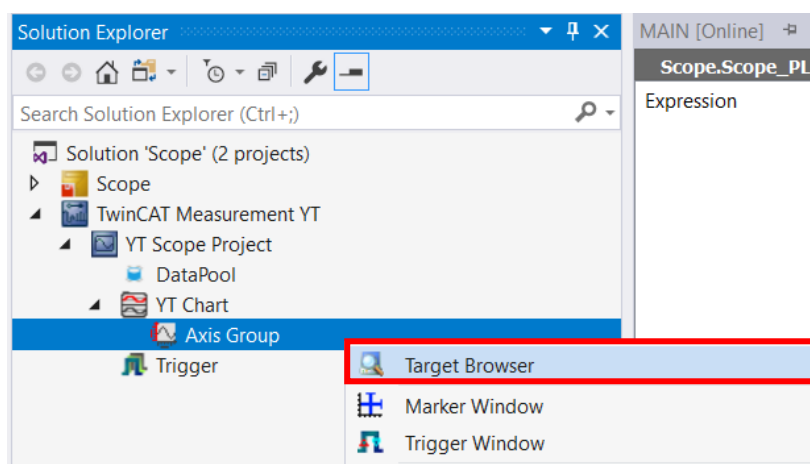 Solution Explorer
MAIN [Online]
Scope.Scope_PL
Search Solution Explorer (Ctrl+;)
Expression
Solution 'Scope' (2 projects)
Scope
TwinCAT Measurement YT
YT Scope Project
DataPool
YT Chart
Axis Group
Trigger
Target Browser
Marker Window
Trigger Window